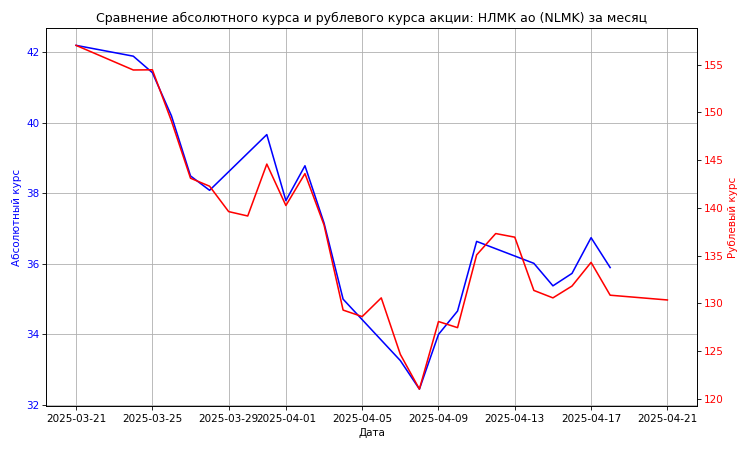 Сравнение абсолютного курса и рублевого курса акции: НЛМК ао (NLMK) за месяц
42
40
38
36
34
32
Абсолютный курс
155
150
145
140
135
130
125
120
Рублевый курс
2025-03-21 2025-03-25 2025-03-29 2025-04-01 2025-04-05 2025-04-09 2025-04-13 2025-04-17 2025-04-21
Дата